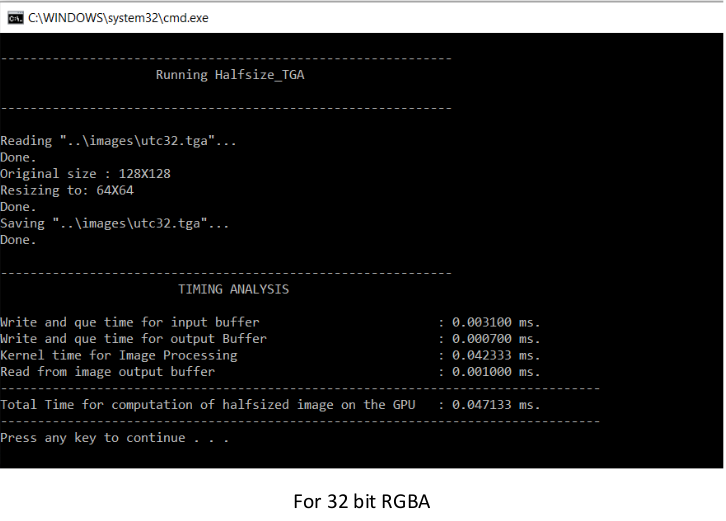 C:\WINDOWS\system32\cmd.exe
------------------------------------------------------------
Running Halfsize_TGA
------------------------------------------------------------
Reading "..\images\utc32.tga"...
Done.
Original size : 128X128
Resizing to: 64X64
Done.
Saving "..\images\utc32.tga"...
Done.
------------------------------------------------------------
TIMING ANALYSIS
Write and que time for input buffer : 0.003100 ms.
Write and que time for output Buffer : 0.000700 ms.
Kernel time for Image Processing : 0.042333 ms.
Read from image output buffer : 0.001000 ms.
--------------------------------------------------------------------------------
Total Time for computation of halfsized image on the GPU : 0.047133 ms.
--------------------------------------------------------------------------------
Press any key to continue . . .
For 32 bit RGBA